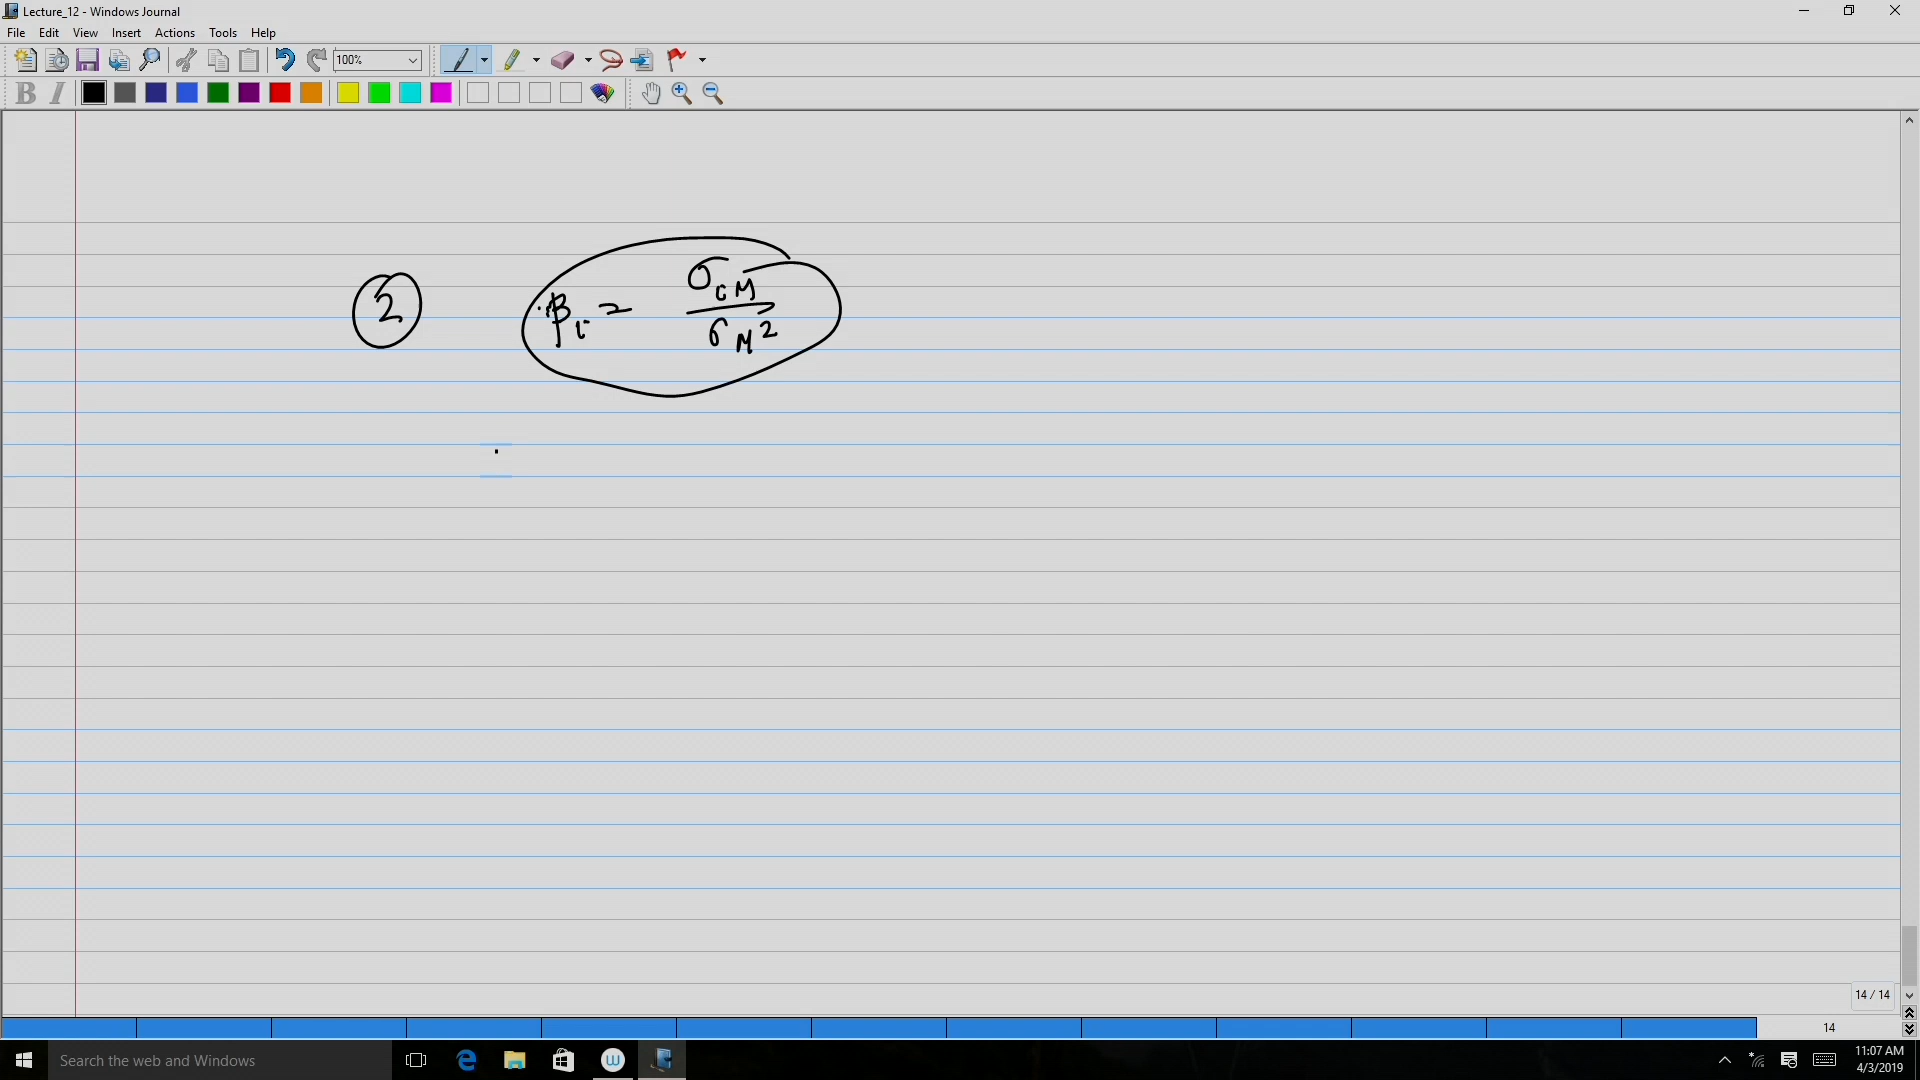 Lecture_12 - Windows Journal
File Edit View Insert Actions Tools Help
100%
B I
② βᵢ = σᵢM / σM²
14 / 14
14
Search the web and Windows
11:07 AM
4/3/2019